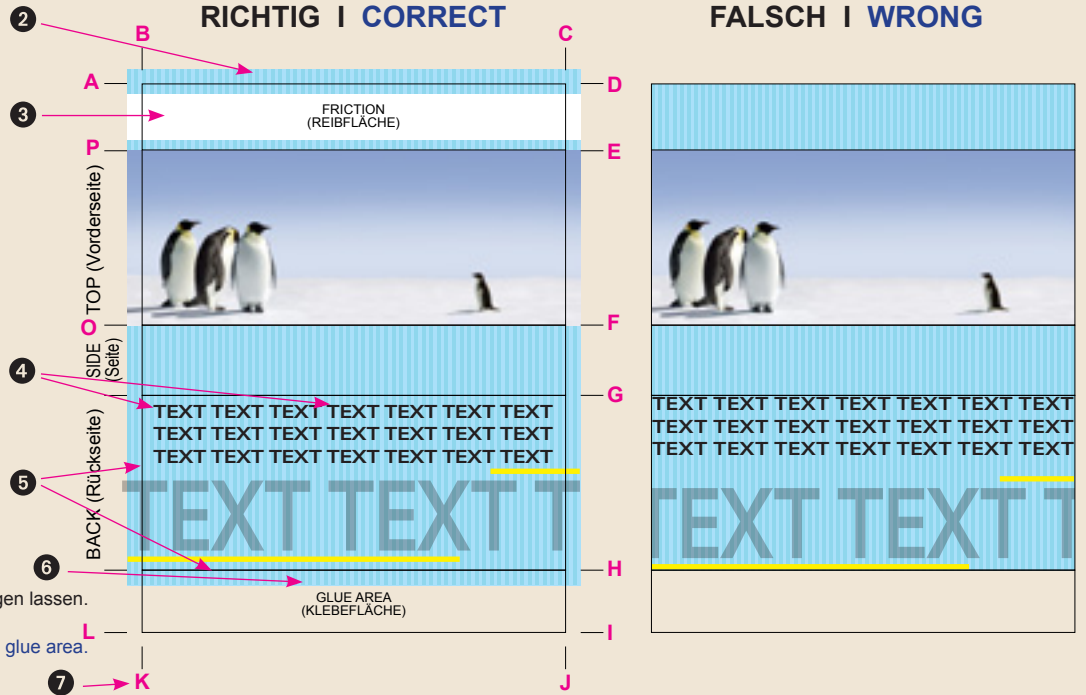 RICHTIG I CORRECT
FALSCH I WRONG
2
B
C
A
D
3
FRICTION
(REIBFLÄCHE)
P
E
TOP (Vorderseite)
O
F
SIDE
(Seite)
4
G
TEXT TEXT TEXT TEXT TEXT TEXT TEXT
TEXT TEXT TEXT TEXT TEXT TEXT TEXT
TEXT TEXT TEXT TEXT TEXT TEXT TEXT
TEXT TEXT TEXT TEXT TEXT TEXT TEXT
TEXT TEXT TEXT TEXT TEXT TEXT TEXT
TEXT TEXT TEXT TEXT TEXT TEXT TEXT
5
BACK (Rückseite)
TEXT TEXT T
TEXT TEXT T
6
H
gen lassen.
GLUE AREA
(KLEBEFLÄCHE)
L
I
glue area.
7
K
J